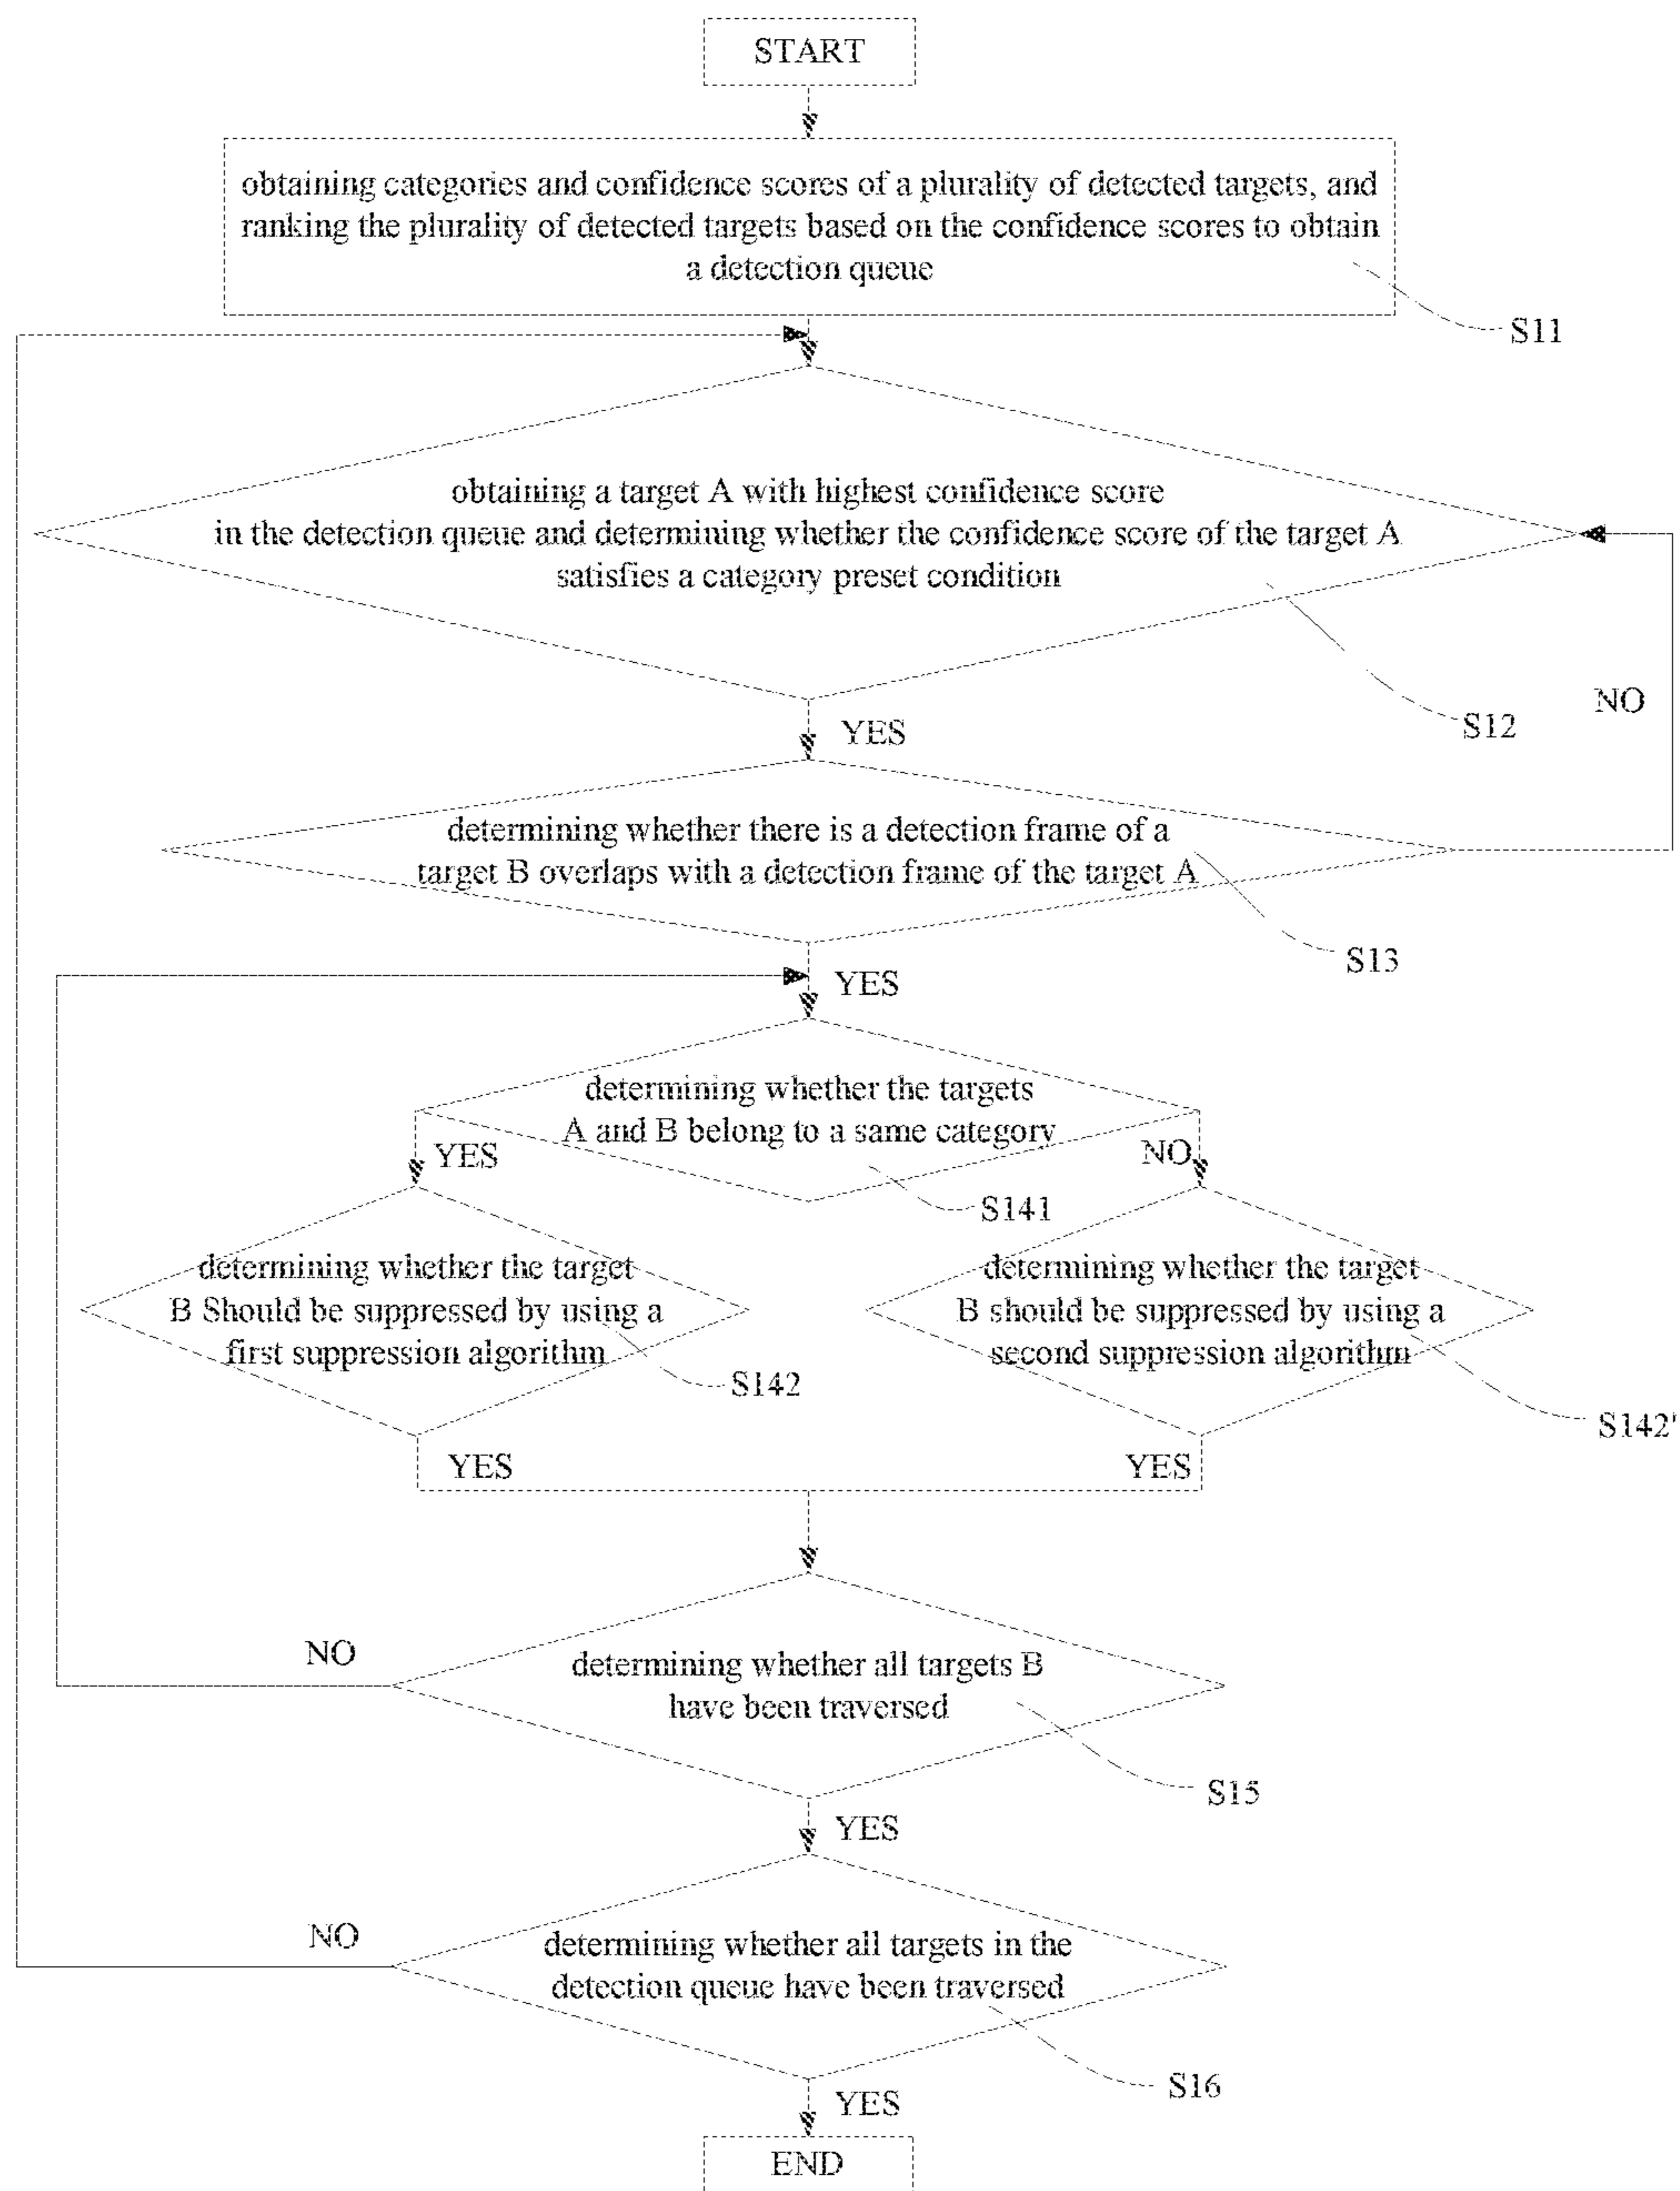 START
obtaining categories and confidence scores of a plurality of detected targets, and
ranking the plurality of detected targets based on the confidence scores to obtain
a detection queue
S11
obtaining a target A with highest confidence score
in the detection queue and determining whether the confidence score of the target A
satisfies a category preset condition
NO
S12
YES
determining whether there is a detection frame of a
target B overlaps with a detection frame of the target A
S13
YES
determining whether the targets
A and B belong to a same category
YES
NO
S141
determining whether the target
B Should be suppressed by using a
first suppression algorithm
S142
determining whether the target
B should be suppressed by using a
second suppression algorithm
S142'
YES
YES
NO
determining whether all targets B
have been traversed
S15
YES
NO
determining whether all targets in the
detection queue have been traversed
S16
YES
END